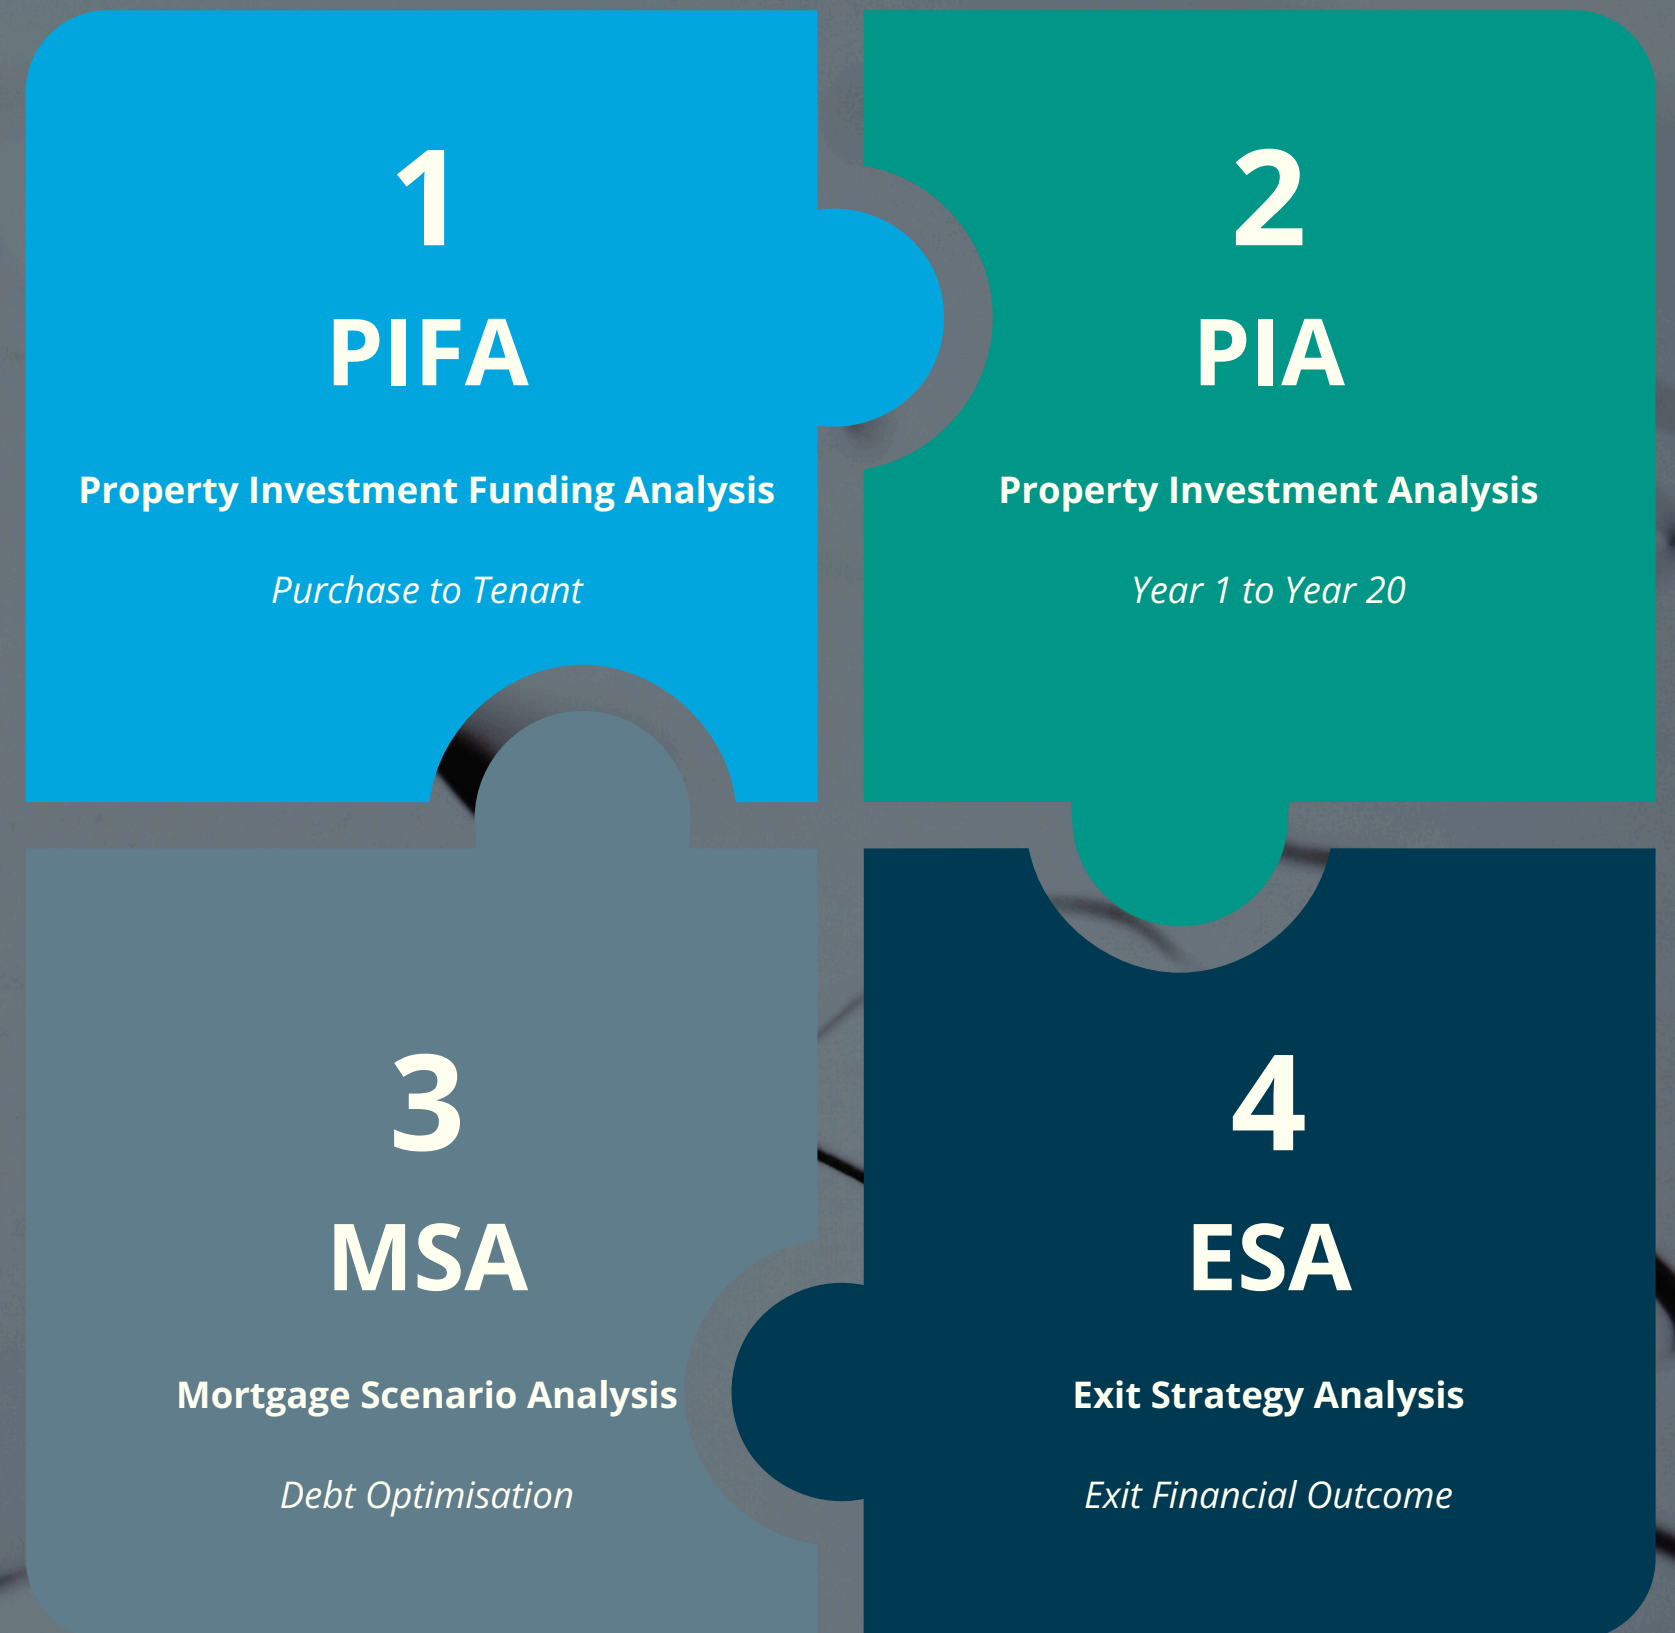 1
PIFA
Property Investment Funding Analysis
Purchase to Tenant
2
PIA
Property Investment Analysis
Year 1 to Year 20
3
MSA
Mortgage Scenario Analysis
Debt Optimisation
4
ESA
Exit Strategy Analysis
Exit Financial Outcome